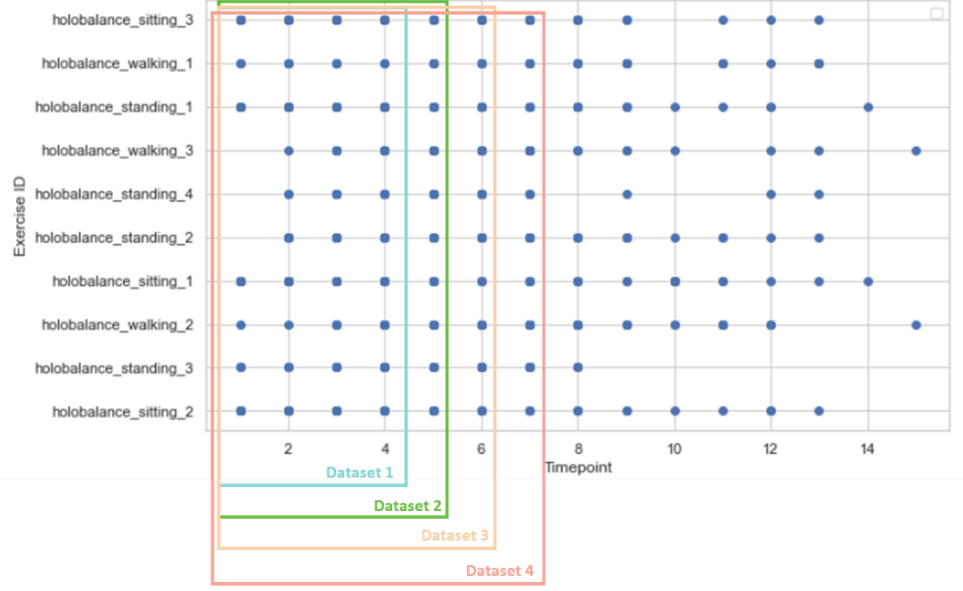 holobalance_sitting_3
holobalance_walking_1
holobalance_standing_1
holobalance_walking_3
holobalance_standing_4
holobalance_standing_2
holobalance_sitting_1
holobalance_walking_2
holobalance_standing_3
holobalance_sitting_2
Exercise ID
2 4 6 8 10 12 14
Timepoint
Dataset 1
Dataset 2
Dataset 3
Dataset 4